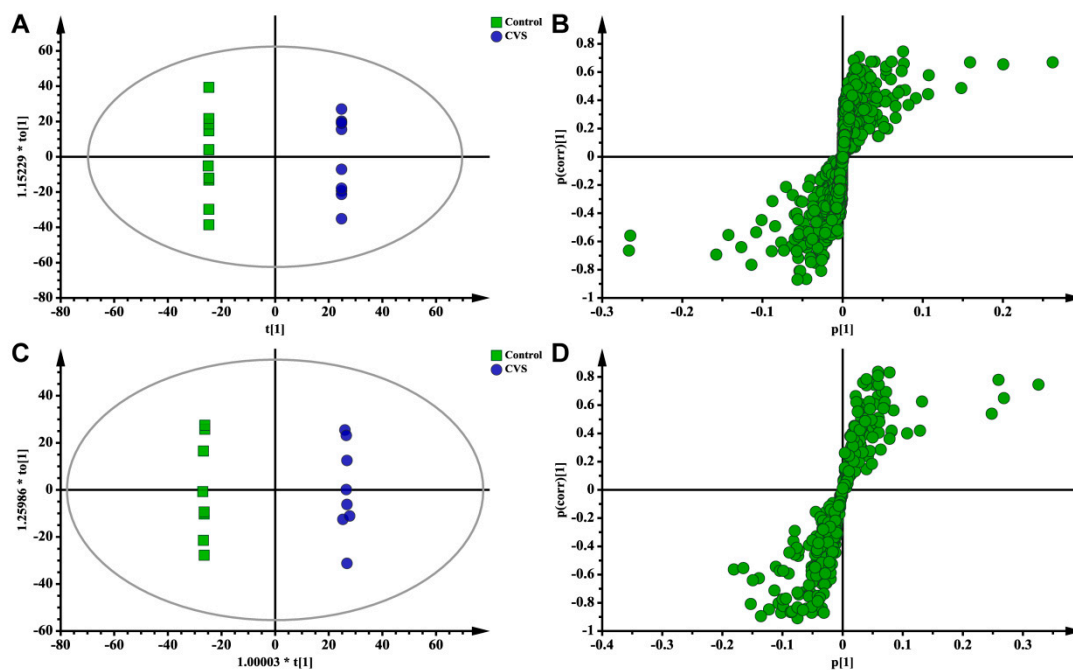 A
Control
CVS
60
40
20
0
-20
-40
-60
-80
1.15229 * to[1]
-80 -60 -40 -20 0 20 40 60
t[1]
B
0.8
0.6
0.4
0.2
0
-0.2
-0.4
-0.6
-0.8
-1
p(corr)[1]
-0.3 -0.2 -0.1 0 0.1 0.2
p[1]
C
Control
CVS
40
20
0
-20
-40
-60
1.25986 * to[1]
-80 -60 -40 -20 0 20 40 60
1.00003 * t[1]
D
0.8
0.6
0.4
0.2
0
-0.2
-0.4
-0.6
-0.8
-1
p(corr)[1]
-0.4 -0.3 -0.2 -0.1 0 0.1 0.2 0.3
p[1]